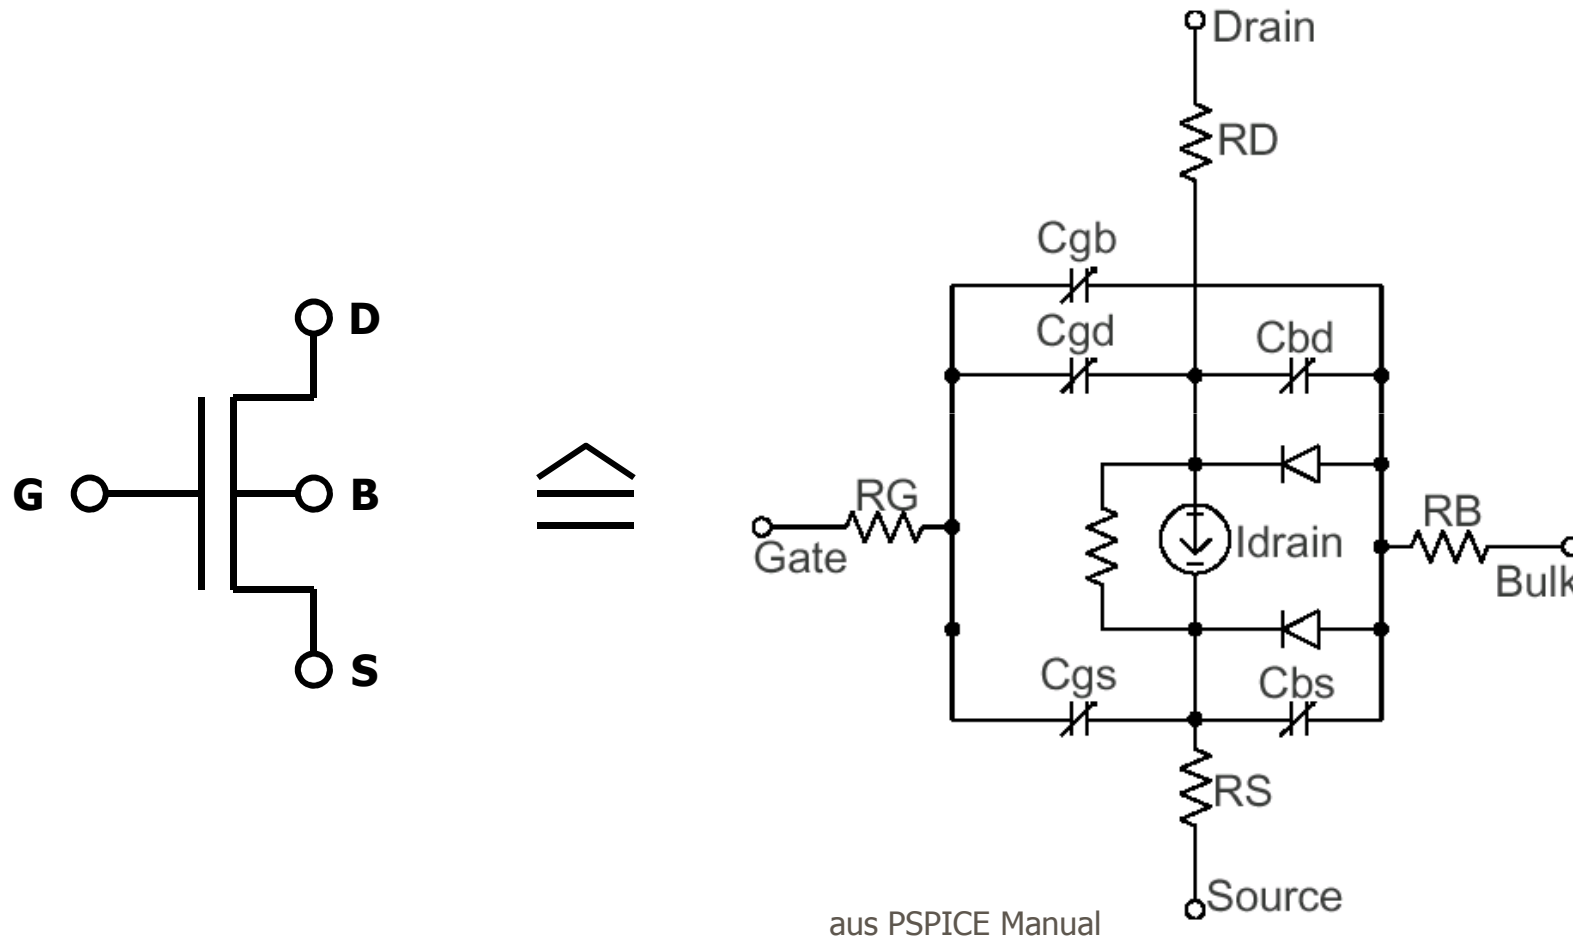 Drain
RD
Cgb
Cgd
Cbd
D
G
B
S
RG
Gate
Idrain
RB
Bulk
Cgs
Cbs
RS
Source
aus PSPICE Manual